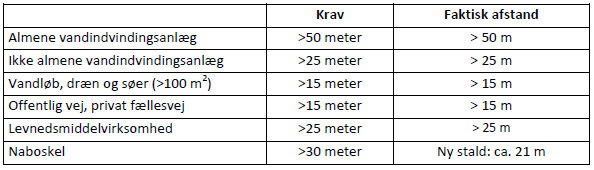 Krav Faktisk afstand
Almene vandindvindingsanlæg >50 meter > 50 m
Ikke almene vandindvindingsanlæg >25 meter > 25 m
Vandløb, dræn og søer (>100 m²) >15 meter > 15 m
Offentlig vej, privat fællesvej >15 meter > 15 m
Levnedsmiddelvirksomhed >25 meter > 25 m
Naboskel >30 meter Ny stald: ca. 21 m